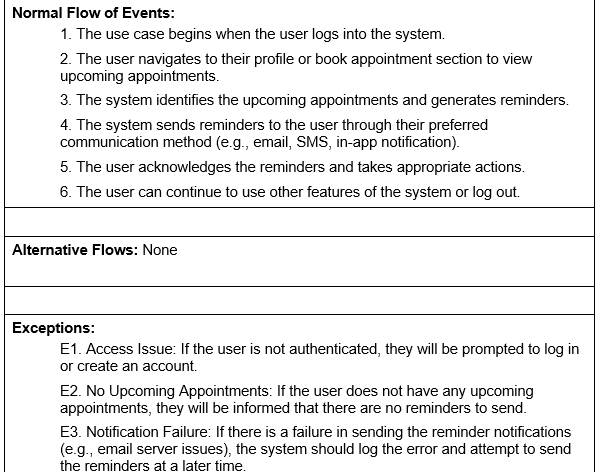 Normal Flow of Events:
1. The use case begins when the user logs into the system.
2. The user navigates to their profile or book appointment section to view
upcoming appointments.
3. The system identifies the upcoming appointments and generates reminders.
4. The system sends reminders to the user through their preferred
communication method (e.g., email, SMS, in-app notification).
5. The user acknowledges the reminders and takes appropriate actions.
6. The user can continue to use other features of the system or log out.
Alternative Flows: None
Exceptions:
E1. Access Issue: If the user is not authenticated, they will be prompted to log in
or create an account.
E2. No Upcoming Appointments: If the user does not have any upcoming
appointments, they will be informed that there are no reminders to send.
E3. Notification Failure: If there is a failure in sending the reminder notifications
(e.g., email server issues), the system should log the error and attempt to send
the reminders at a later time.